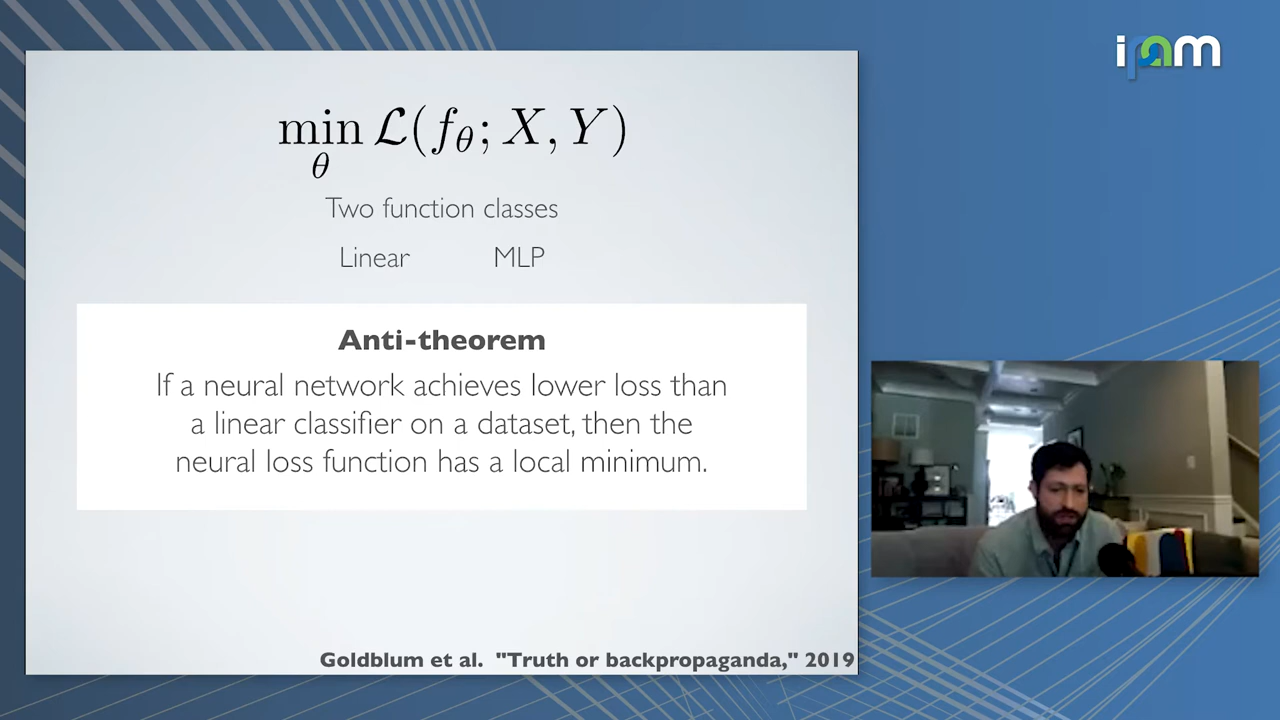 ipam
min_θ ℒ(f_θ; X, Y)
Two function classes
Linear MLP
Anti-theorem
If a neural network achieves lower loss than
a linear classifier on a dataset, then the
neural loss function has a local minimum.
Goldblum et al. "Truth or backpropaganda," 2019